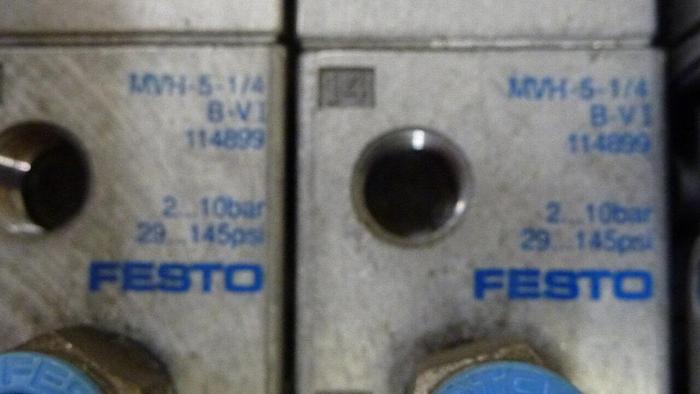 MVH-5-1/4
B-VI
114899
2...10bar
29...145psi
FESTO
14
MVH-5-1/4
B-VI
114899
2...10bar
29...145psi
FESTO
FES